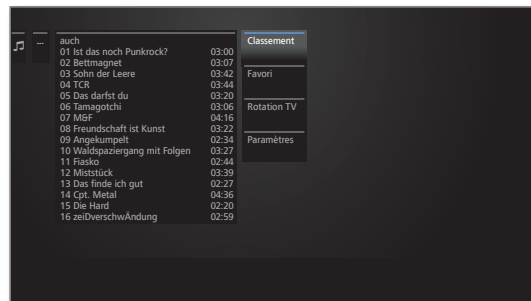 ...
auch
01 Ist das noch Punkrock? 03:00
02 Bettmagnet 03:07
03 Sohn der Leere 03:42
04 TCR 03:44
05 Das darfst du 03:20
06 Tamagotchi 03:06
07 M&F 04:16
08 Freundschaft ist Kunst 03:22
09 Angekumpelt 02:34
10 Waldspaziergang mit Folgen 03:27
11 Fiasko 02:44
12 Miststück 03:39
13 Das finde ich gut 02:27
14 Cpt. Metal 04:36
15 Die Hard 02:20
16 zeiDverschwÄndung 02:59
Classement
Favori
Rotation TV
Paramètres